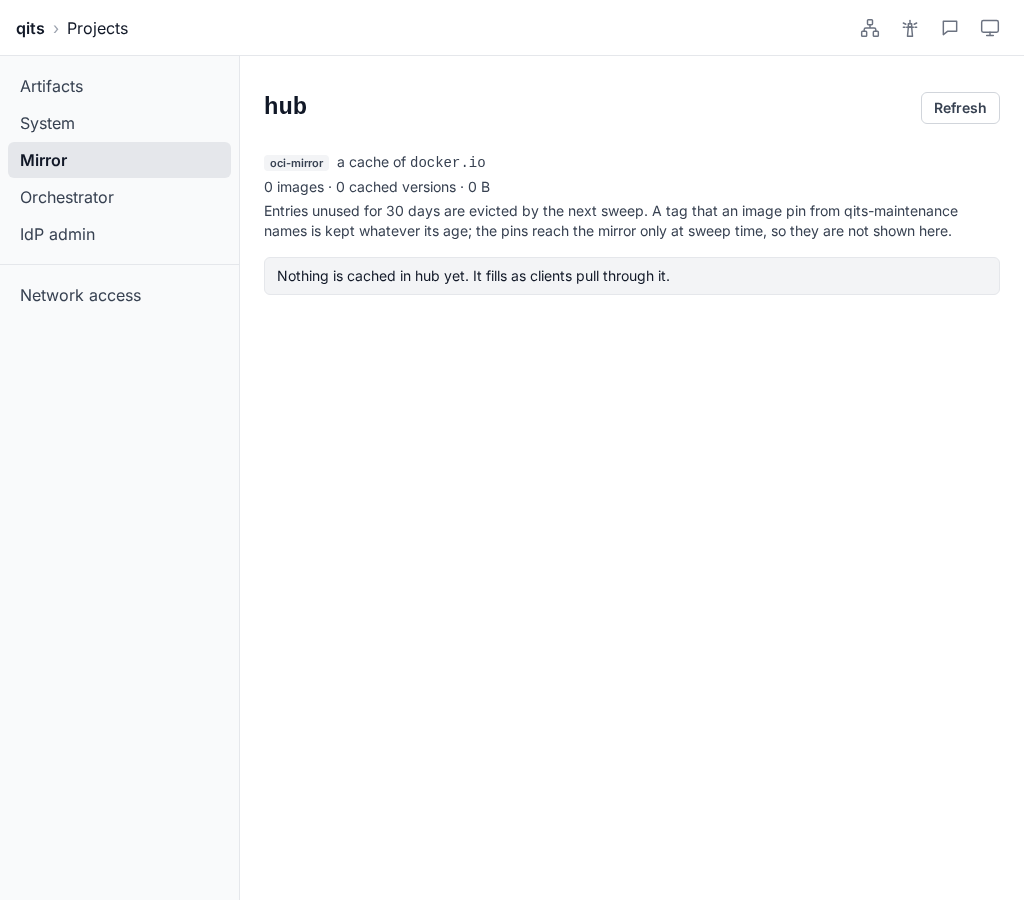 qits › Projects
Artifacts
System
Mirror
Orchestrator
IdP admin
Network access
hub
Refresh
oci-mirror a cache of docker.io
0 images · 0 cached versions · 0 B
Entries unused for 30 days are evicted by the next sweep. A tag that an image pin from qits-maintenance
names is kept whatever its age; the pins reach the mirror only at sweep time, so they are not shown here.
Nothing is cached in hub yet. It fills as clients pull through it.